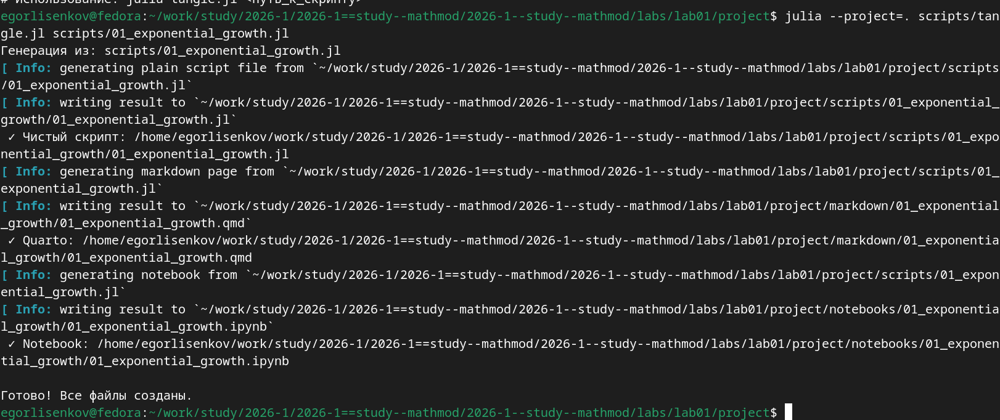 # Использование: julia tangle.jl <путь_к_скрипту>
egorlisenkov@fedora:~/work/study/2026-1/2026-1==study--mathmod/2026-1--study--mathmod/labs/lab01/project$ julia --project=. scripts/tan
gle.jl scripts/01_exponential_growth.jl
Генерация из: scripts/01_exponential_growth.jl
[ Info: generating plain script file from `~/work/study/2026-1/2026-1==study--mathmod/2026-1--study--mathmod/labs/lab01/project/scripts
/01_exponential_growth.jl`
[ Info: writing result to `~/work/study/2026-1/2026-1==study--mathmod/2026-1--study--mathmod/labs/lab01/project/scripts/01_exponential_
growth/01_exponential_growth.jl`
 ✓ Чистый скрипт: /home/egorlisenkov/work/study/2026-1/2026-1==study--mathmod/2026-1--study--mathmod/labs/lab01/project/scripts/01_expo
nential_growth/01_exponential_growth.jl
[ Info: generating markdown page from `~/work/study/2026-1/2026-1==study--mathmod/2026-1--study--mathmod/labs/lab01/project/scripts/01_
exponential_growth.jl`
[ Info: writing result to `~/work/study/2026-1/2026-1==study--mathmod/2026-1--study--mathmod/labs/lab01/project/markdown/01_exponential
_growth/01_exponential_growth.qmd`
 ✓ Quarto: /home/egorlisenkov/work/study/2026-1/2026-1==study--mathmod/2026-1--study--mathmod/labs/lab01/project/markdown/01_exponentia
l_growth/01_exponential_growth.qmd
[ Info: generating notebook from `~/work/study/2026-1/2026-1==study--mathmod/2026-1--study--mathmod/labs/lab01/project/scripts/01_expon
ential_growth.jl`
[ Info: writing result to `~/work/study/2026-1/2026-1==study--mathmod/2026-1--study--mathmod/labs/lab01/project/notebooks/01_exponentia
l_growth/01_exponential_growth.ipynb`
 ✓ Notebook: /home/egorlisenkov/work/study/2026-1/2026-1==study--mathmod/2026-1--study--mathmod/labs/lab01/project/notebooks/01_exponen
tial_growth/01_exponential_growth.ipynb

Готово! Все файлы созданы.
egorlisenkov@fedora:~/work/study/2026-1/2026-1==study--mathmod/2026-1--study--mathmod/labs/lab01/project$